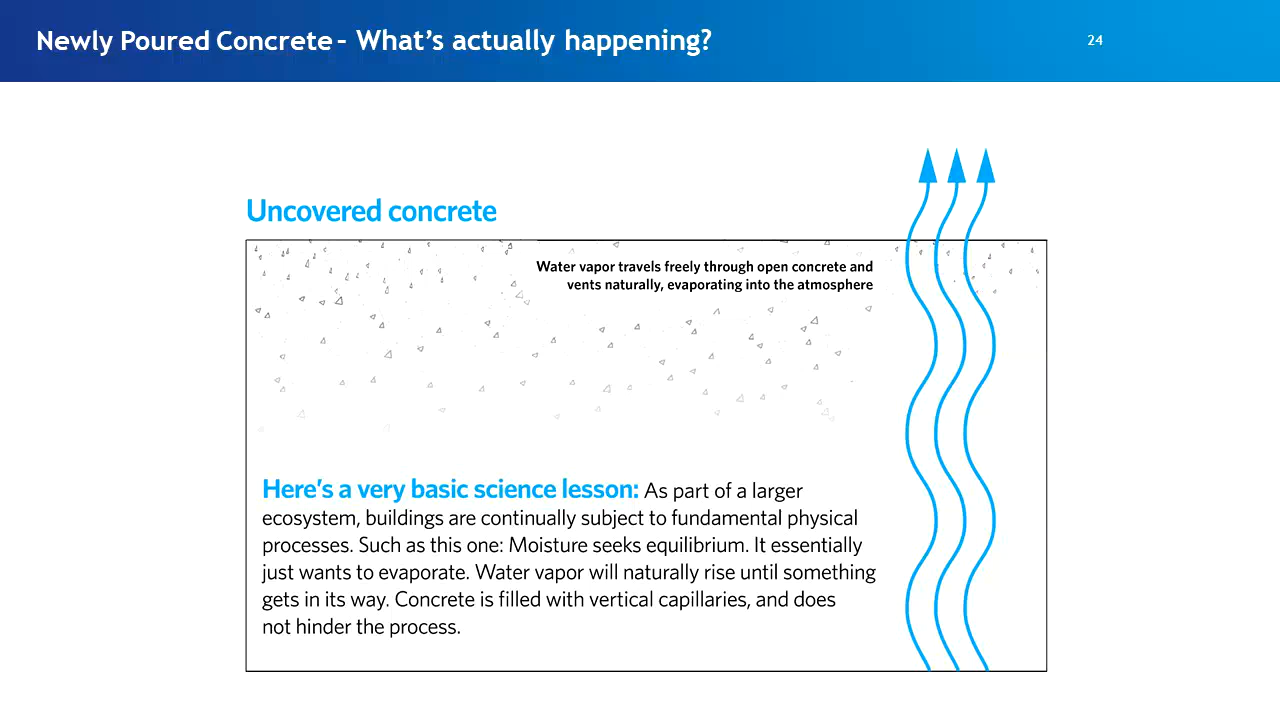 Newly Poured Concrete - What's actually happening?
24
Uncovered concrete
Water vapor travels freely through open concrete and
vents naturally, evaporating into the atmosphere
Here's a very basic science lesson: As part of a larger
ecosystem, buildings are continually subject to fundamental physical
processes. Such as this one: Moisture seeks equilibrium. It essentially
just wants to evaporate. Water vapor will naturally rise until something
gets in its way. Concrete is filled with vertical capillaries, and does
not hinder the process.